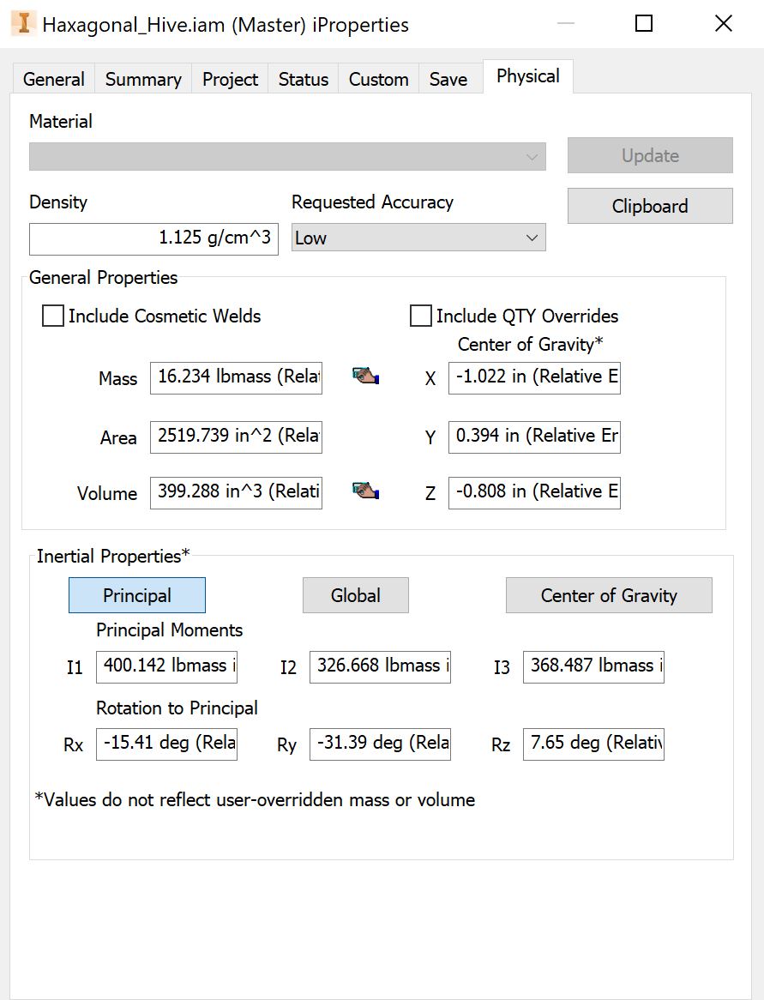 Haxagonal_Hive.iam (Master) iProperties
General Summary Project Status Custom Save Physical
Material
Update
Density Requested Accuracy
Clipboard
1.125 g/cm^3 Low
General Properties
Include Cosmetic Welds Include QTY Overrides
Center of Gravity*
Mass 16.234 lbmass (Relat X -1.022 in (Relative E
Area 2519.739 in^2 (Rela Y 0.394 in (Relative Er
Volume 399.288 in^3 (Relati Z -0.808 in (Relative E
Inertial Properties*
Principal Global Center of Gravity
Principal Moments
I1 400.142 lbmass i I2 326.668 lbmass i I3 368.487 lbmass i
Rotation to Principal
Rx -15.41 deg (Rela Ry -31.39 deg (Rela Rz 7.65 deg (Relativ
*Values do not reflect user-overridden mass or volume